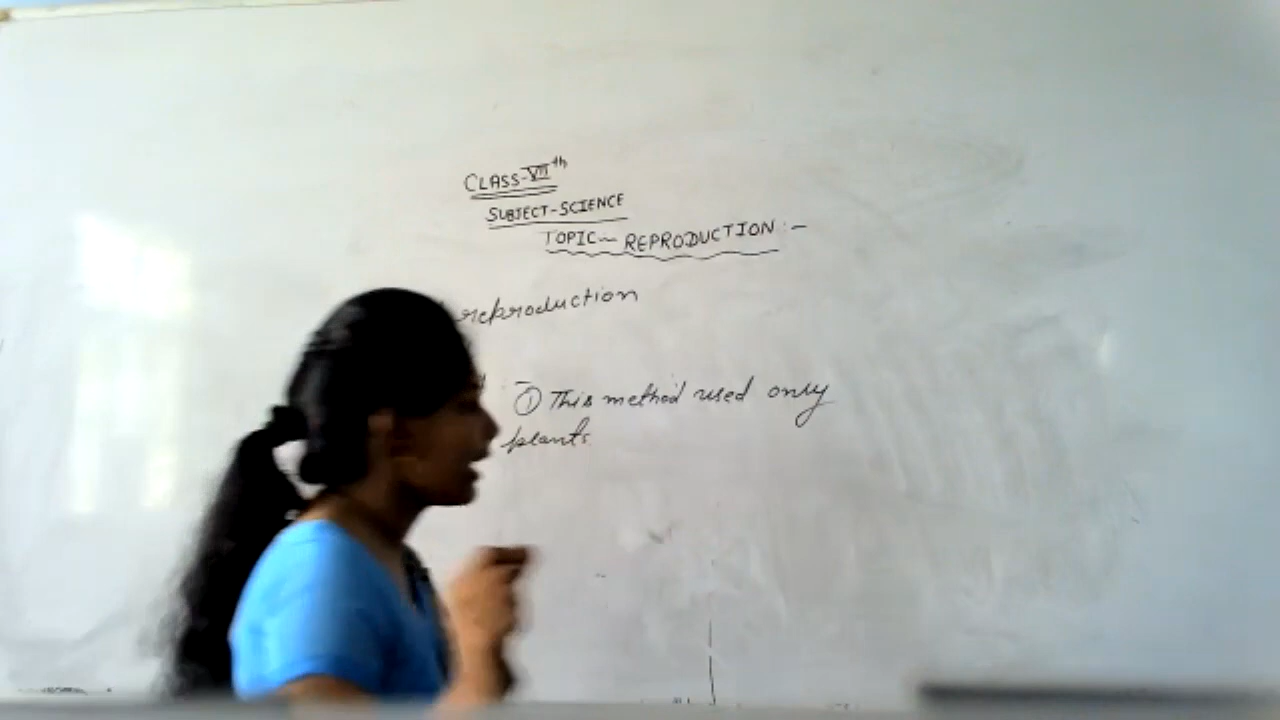 CLASS-VIIth
SUBJECT-SCIENCE
TOPIC~ REPRODUCTION :-
reproduction
① This method used only
plants